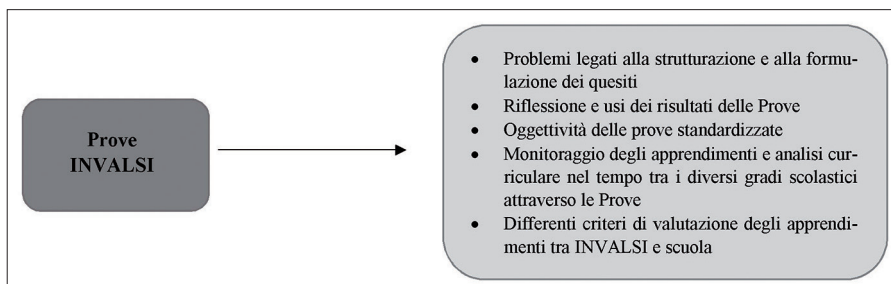 Prove
INVALSI
• Problemi legati alla strutturazione e alla formu-
lazione dei quesiti
• Riflessione e usi dei risultati delle Prove
• Oggettività delle prove standardizzate
• Monitoraggio degli apprendimenti e analisi cur-
riculare nel tempo tra i diversi gradi scolastici
attraverso le Prove
• Differenti criteri di valutazione degli apprendi-
menti tra INVALSI e scuola